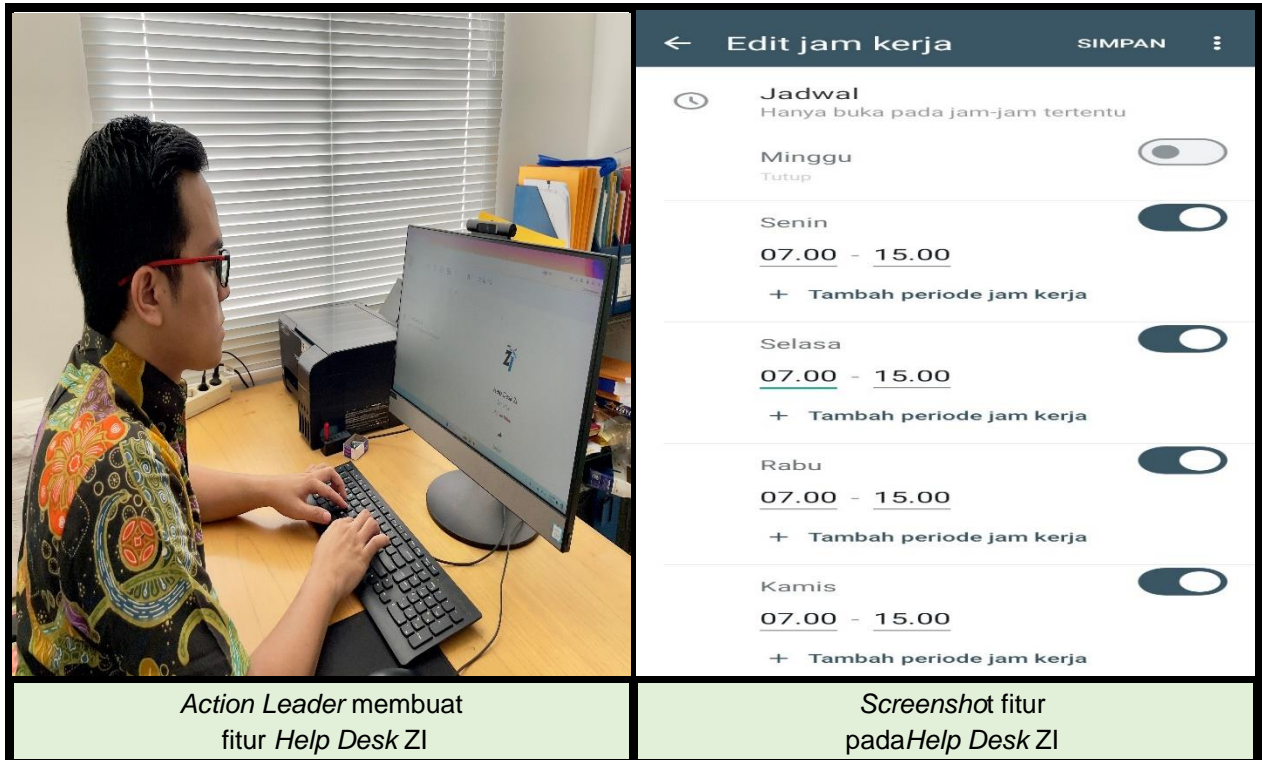 ← Edit jam kerja SIMPAN
Jadwal
Hanya buka pada jam-jam tertentu
Minggu
Tutup
Senin
07.00 - 15.00
+ Tambah periode jam kerja
Selasa
07.00 - 15.00
+ Tambah periode jam kerja
Rabu
07.00 - 15.00
+ Tambah periode jam kerja
Kamis
07.00 - 15.00
+ Tambah periode jam kerja
Zi
Action Leader membuat
fitur Help Desk ZI
Screenshot fitur
padaHelp Desk ZI